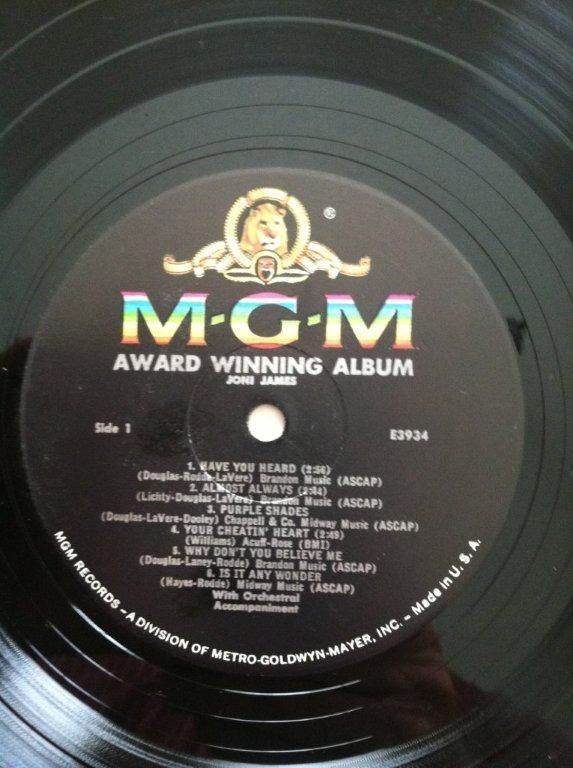 ®
M-G-M
AWARD WINNING ALBUM
JONI JAMES
Side 1
E3934
1. HAVE YOU HEARD (2:56)
(Douglas-Rodde-LaVere) Brandon Music (ASCAP)
2. ALMOST ALWAYS (2:44)
(Lichty-Douglas-LaVere) Brandon Music (ASCAP)
3. PURPLE SHADES
(Douglas-LaVere-Dooley) Chappell & Co. Midway Music (ASCAP)
4. YOUR CHEATIN' HEART (2:49)
(Williams) Acuff-Rose (BMI)
5. WHY DON'T YOU BELIEVE ME
(Douglas-Laney-Rodde) Brandon Music (ASCAP)
6. IS IT ANY WONDER
(Hayes-Rodde) Midway Music (ASCAP)
With Orchestral
Accompaniment
MGM RECORDS – A DIVISION OF METRO-GOLDWYN-MAYER, INC. – Made in U. S. A.